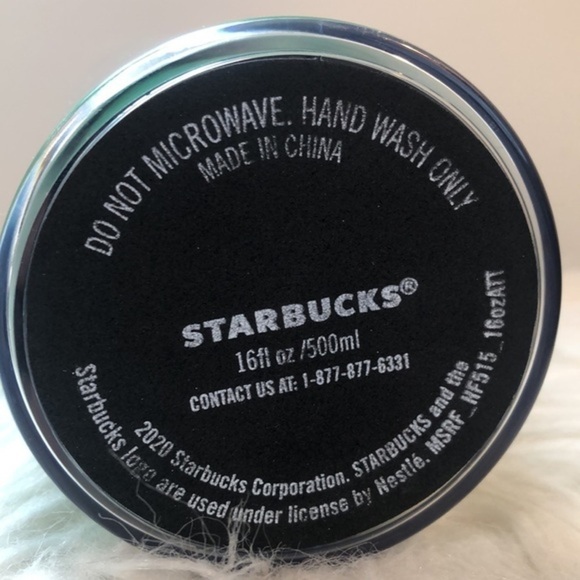 DO NOT MICROWAVE. HAND WASH ONLY
MADE IN CHINA
STARBUCKS®
16fl oz /500ml
CONTACT US AT: 1-877-877-6331
2020 Starbucks Corporation. STARBUCKS and the
Starbucks logo are used under license by Nestlé. MSRF_NF515_16ozATT